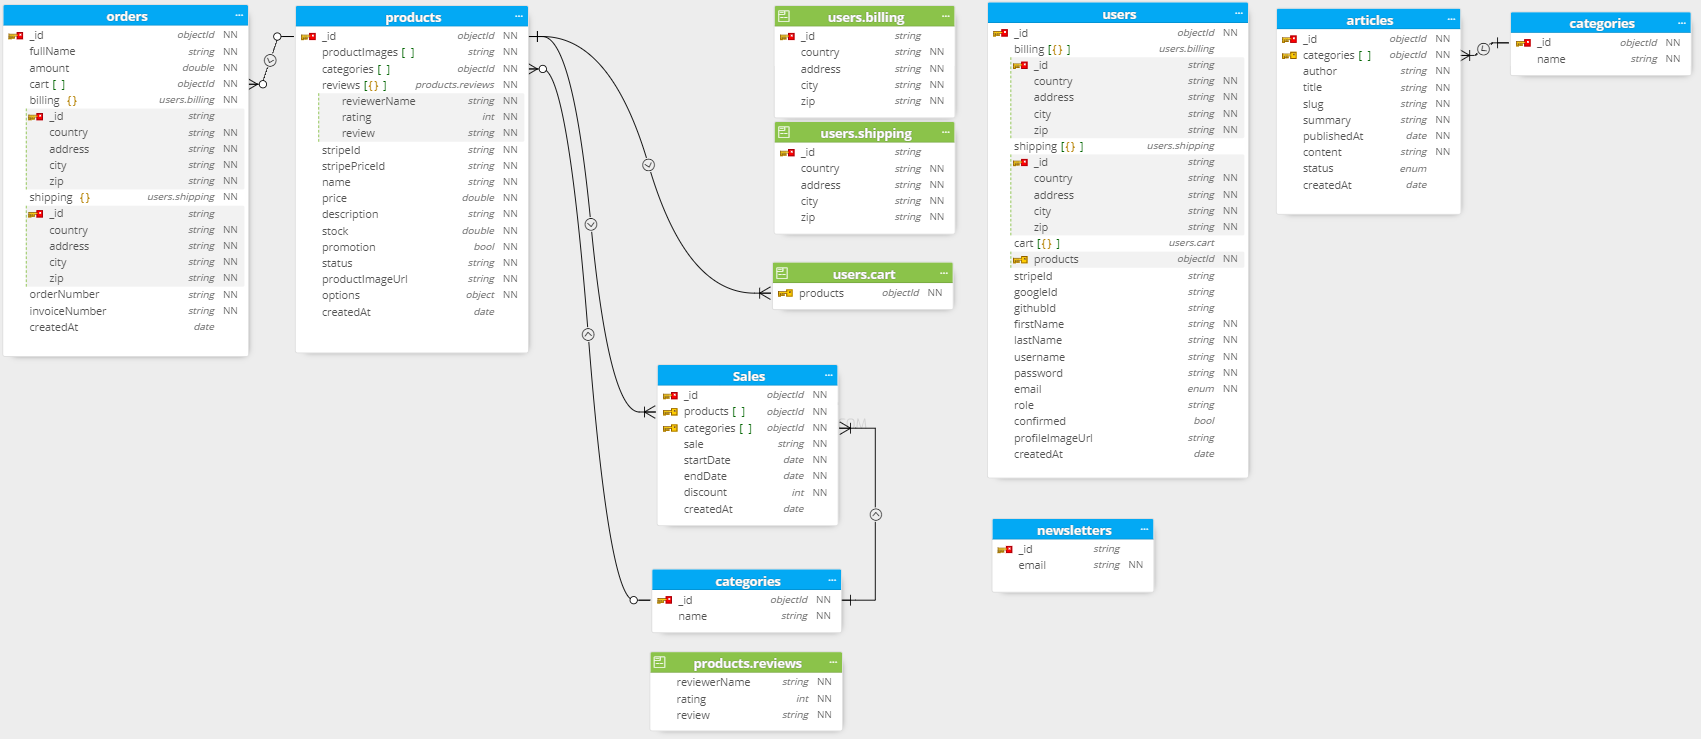 orders
_id objectId NN
fullName string NN
amount double NN
cart [ ] objectId NN
billing {} users.billing NN
_id string
country string NN
address string NN
city string NN
zip string NN
shipping {} users.shipping NN
_id string
country string NN
address string NN
city string NN
zip string NN
orderNumber string NN
invoiceNumber string NN
createdAt date
products
_id objectId NN
productImages [ ] string NN
categories [ ] objectId NN
reviews [{} ] products.reviews NN
reviewerName string NN
rating int NN
review string NN
stripeId string NN
stripePriceId string NN
name string NN
price double NN
description string NN
stock double NN
promotion bool NN
status string NN
productImageUrl string NN
options object NN
createdAt date
users.billing
_id string
country string NN
address string NN
city string NN
zip string NN
users.shipping
_id string
country string NN
address string NN
city string NN
zip string NN
users.cart
products objectId NN
Sales
_id objectId NN
products [ ] objectId NN
categories [ ] objectId NN
sale string NN
startDate date NN
endDate date NN
discount int NN
createdAt date
categories
_id objectId NN
name string NN
products.reviews
reviewerName string NN
rating int NN
review string NN
users
_id objectId NN
billing [{} ] users.billing
_id string
country string NN
address string NN
city string NN
zip string NN
shipping [{} ] users.shipping
_id string
country string NN
address string NN
city string NN
zip string NN
cart [{} ] users.cart
products objectId NN
stripeId string
googleId string
githubId string
firstName string NN
lastName string NN
username string NN
password string NN
email enum NN
role string
confirmed bool
profileImageUrl string
createdAt date
newsletters
_id string
email string NN
articles
_id objectId NN
categories [ ] objectId NN
author string NN
title string NN
slug string NN
summary string NN
publishedAt date NN
content string NN
status enum
createdAt date
categories
_id objectId NN
name string NN